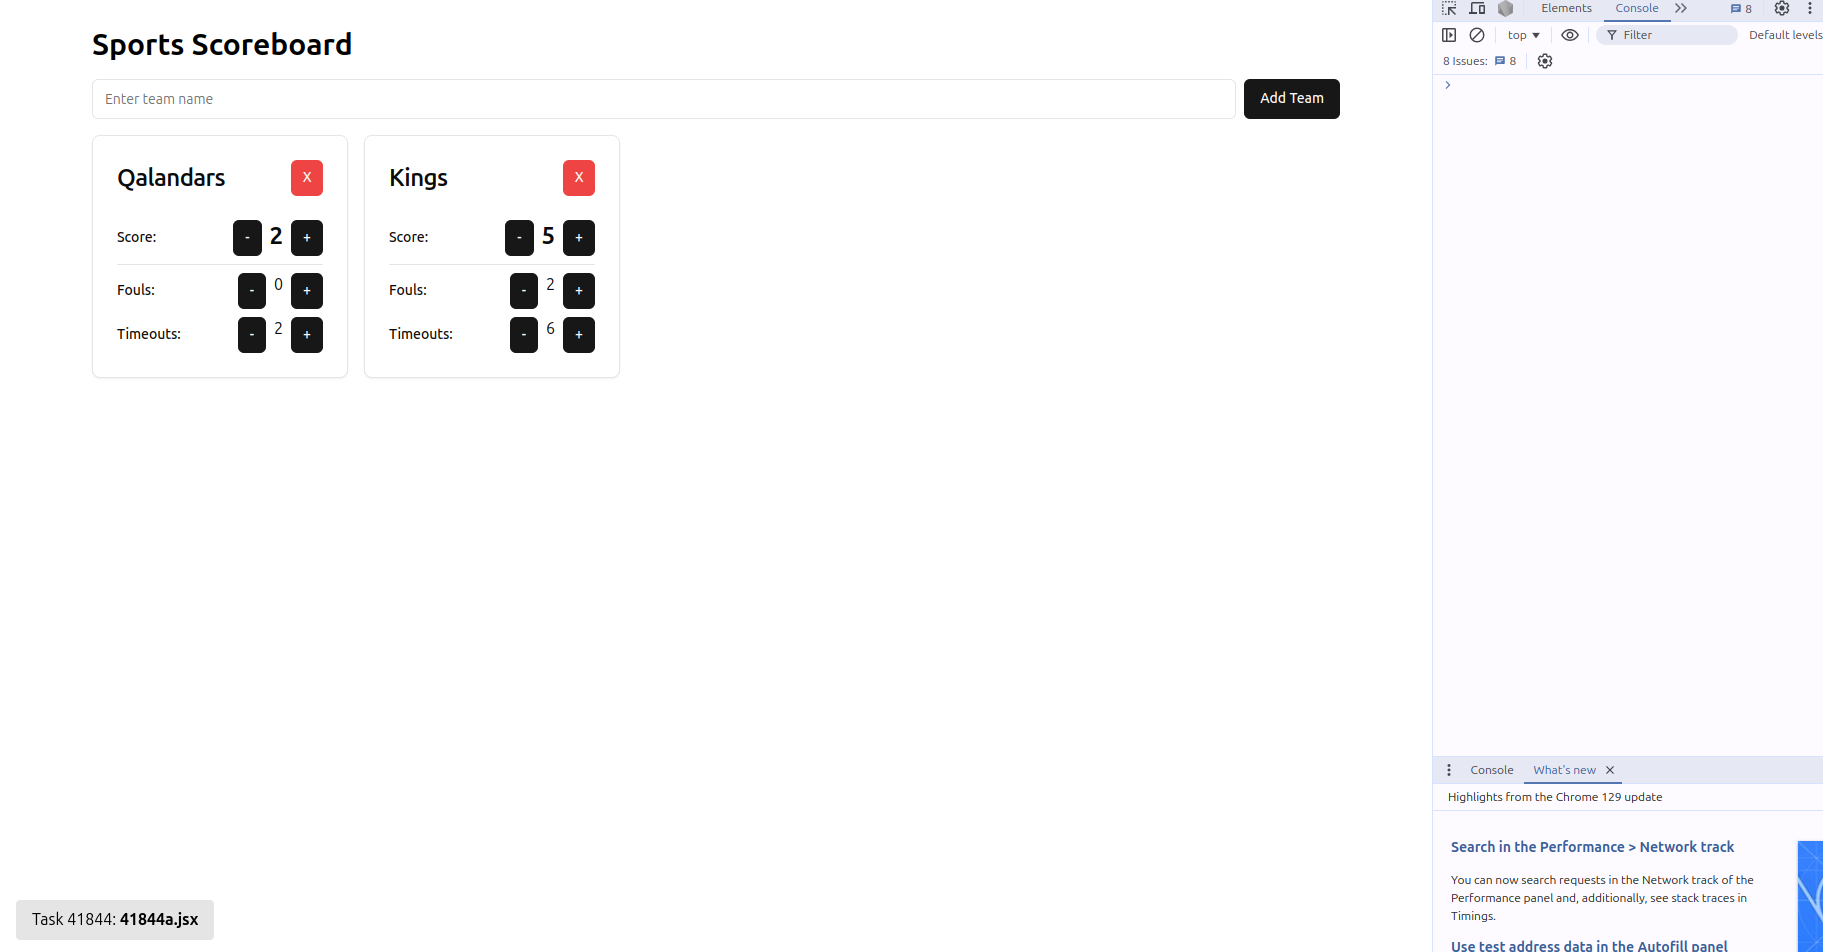 Sports Scoreboard
Enter team name
Add Team
Qalandars X
Score: - 2 +
Fouls: - 0 +
Timeouts: - 2 +
Kings X
Score: - 5 +
Fouls: - 2 +
Timeouts: - 6 +
Task 41844: 41844a.jsx
Elements Console 8
top Filter Default levels
8 Issues: 8
Console What's new
Highlights from the Chrome 129 update
Search in the Performance > Network track
You can now search requests in the Network track of the
Performance panel and, additionally, see stack traces in
Timings.
Use test address data in the Autofill panel